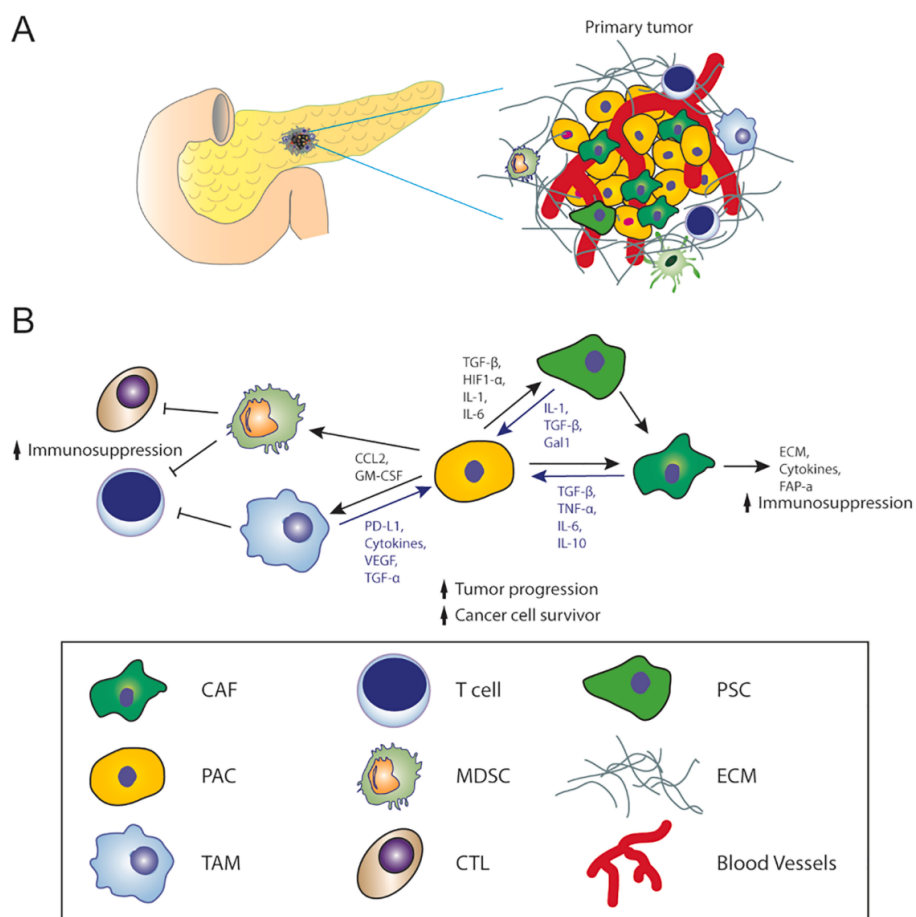 A
Primary tumor
B
TGF-β,
HIF1-α,
IL-1,
IL-6
IL-1,
TGF-β,
Gal1
Immunosuppression
CCL2,
GM-CSF
ECM,
Cytokines,
FAP-a
Immunosuppression
PD-L1,
Cytokines,
VEGF,
TGF-α
TGF-β,
TNF-α,
IL-6,
IL-10
Tumor progression
Cancer cell survivor
CAF
T cell
PSC
PAC
MDSC
ECM
TAM
CTL
Blood Vessels